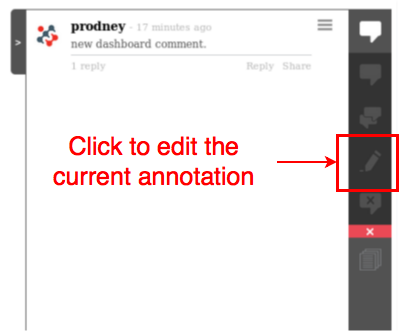 prodney - 17 minutes ago
new dashboard comment.
1 reply Reply Share
Click to edit the
current annotation